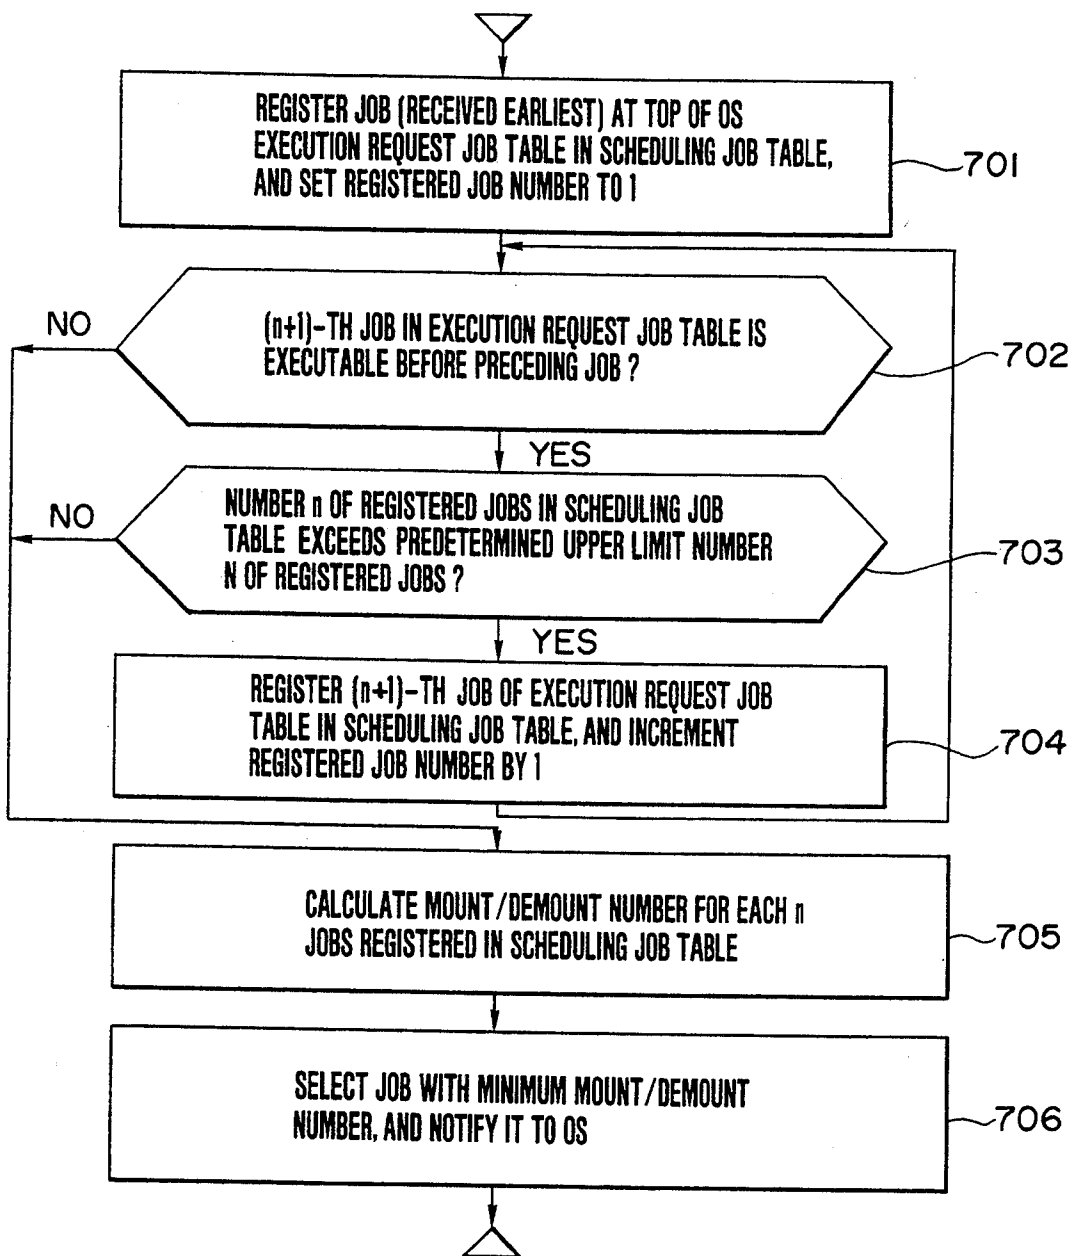 REGISTER JOB (RECEIVED EARLIEST) AT TOP OF OS
EXECUTION REQUEST JOB TABLE IN SCHEDULING JOB TABLE,
AND SET REGISTERED JOB NUMBER TO 1
701
NO
(n+1)-TH JOB IN EXECUTION REQUEST JOB TABLE IS
EXECUTABLE BEFORE PRECEDING JOB ?
702
YES
NO
NUMBER n OF REGISTERED JOBS IN SCHEDULING JOB
TABLE EXCEEDS PREDETERMINED UPPER LIMIT NUMBER
N OF REGISTERED JOBS ?
703
YES
REGISTER (n+1)-TH JOB OF EXECUTION REQUEST JOB
TABLE IN SCHEDULING JOB TABLE, AND INCREMENT
REGISTERED JOB NUMBER BY 1
704
CALCULATE MOUNT/DEMOUNT NUMBER FOR EACH n
JOBS REGISTERED IN SCHEDULING JOB TABLE
705
SELECT JOB WITH MINIMUM MOUNT/DEMOUNT
NUMBER, AND NOTIFY IT TO OS
706